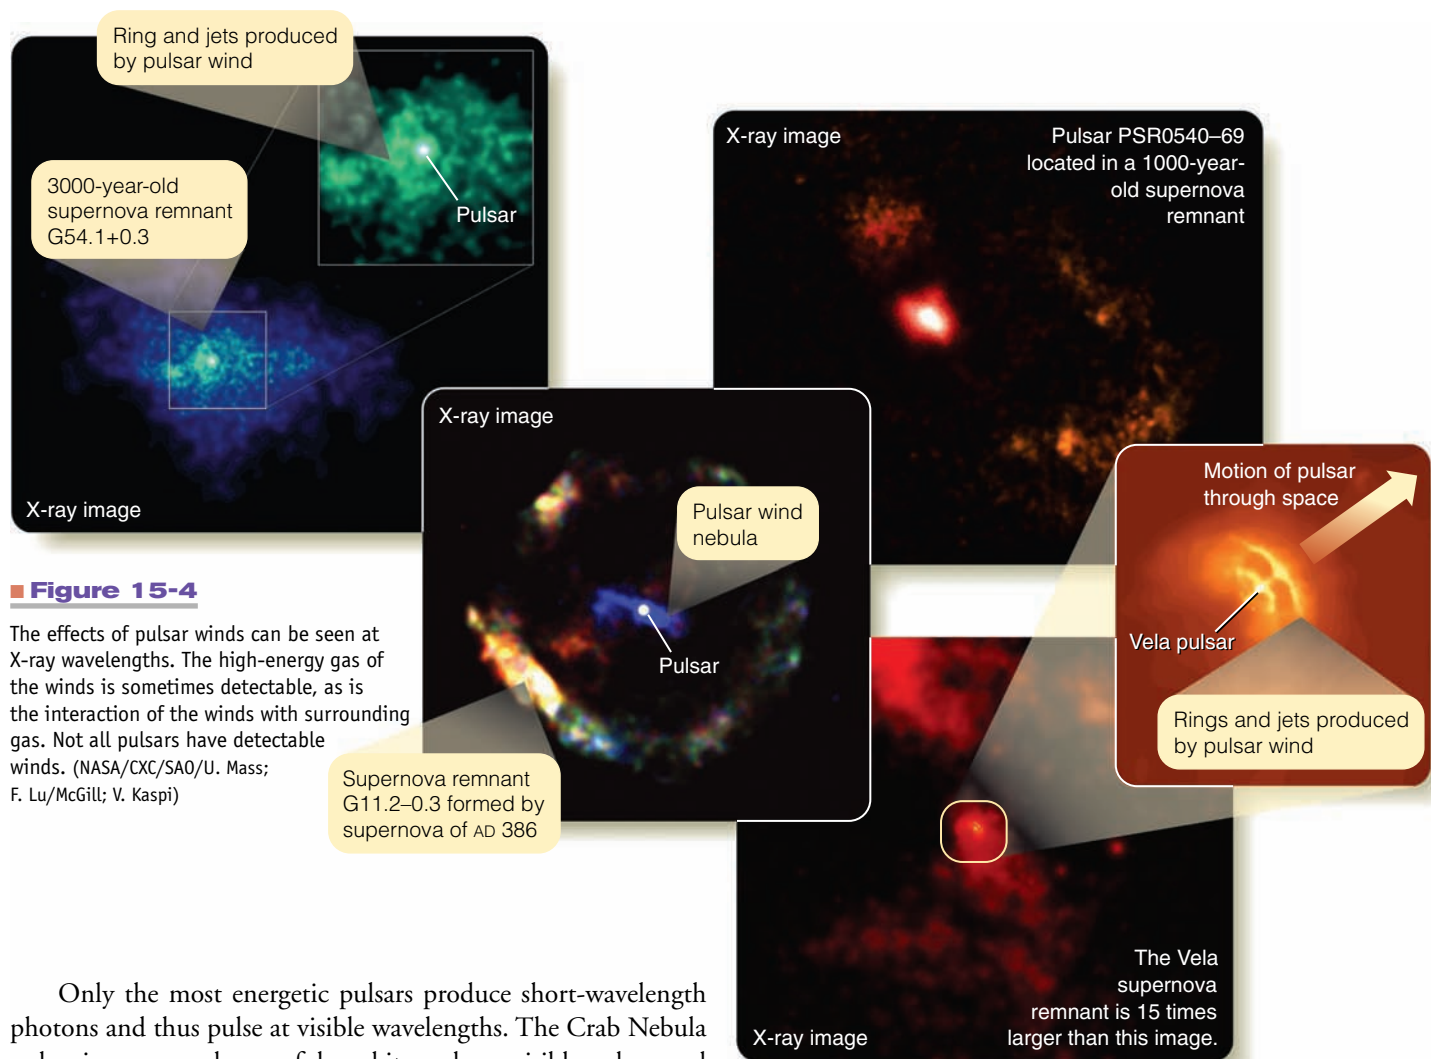 Ring and jets produced
by pulsar wind
3000-year-old
supernova remnant
G54.1+0.3
Pulsar
X-ray image
X-ray image
Pulsar PSR0540–69
located in a 1000-year-
old supernova
remnant
X-ray image
Pulsar wind
nebula
Pulsar
Supernova remnant
G11.2–0.3 formed by
supernova of AD 386
Motion of pulsar
through space
Vela pulsar
Rings and jets produced
by pulsar wind
The Vela
supernova
remnant is 15 times
larger than this image.
X-ray image
■ Figure 15-4
The effects of pulsar winds can be seen at
X-ray wavelengths. The high-energy gas of
the winds is sometimes detectable, as is
the interaction of the winds with surrounding
gas. Not all pulsars have detectable
winds. (NASA/CXC/SAO/U. Mass;
F. Lu/McGill; V. Kaspi)
Only the most energetic pulsars produce short-wavelength
photons and thus pulse at visible wavelengths. The Crab Nebula